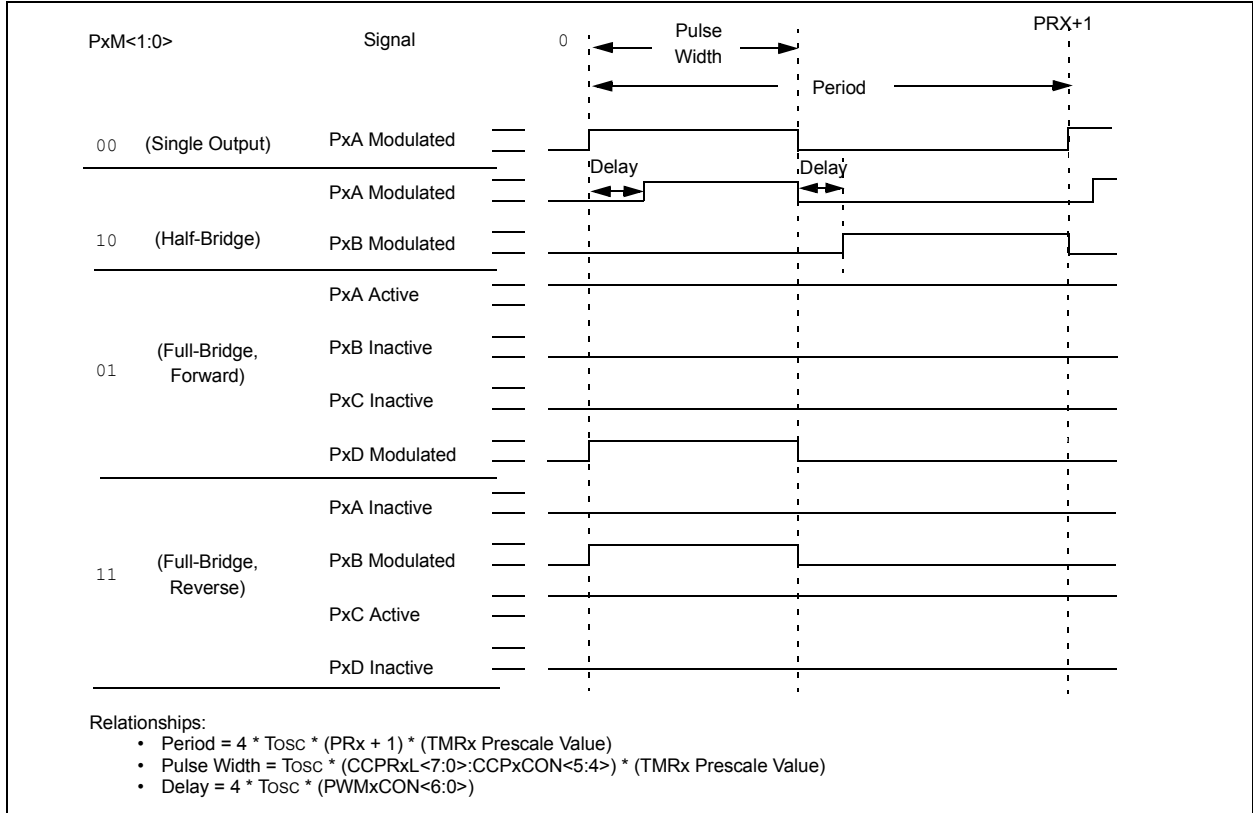 PxM<1:0>
Signal
0
Pulse
Width
PRX+1
Period
00
(Single Output)
PxA Modulated
Delay
Delay
PxA Modulated
10
(Half-Bridge)
PxB Modulated
PxA Active
01
(Full-Bridge,
Forward)
PxB Inactive
PxC Inactive
PxD Modulated
PxA Inactive
11
(Full-Bridge,
Reverse)
PxB Modulated
PxC Active
PxD Inactive
Relationships:
• Period = 4 * TOSC * (PRx + 1) * (TMRx Prescale Value)
• Pulse Width = TOSC * (CCPRxL<7:0>:CCPxCON<5:4>) * (TMRx Prescale Value)
• Delay = 4 * TOSC * (PWMxCON<6:0>)